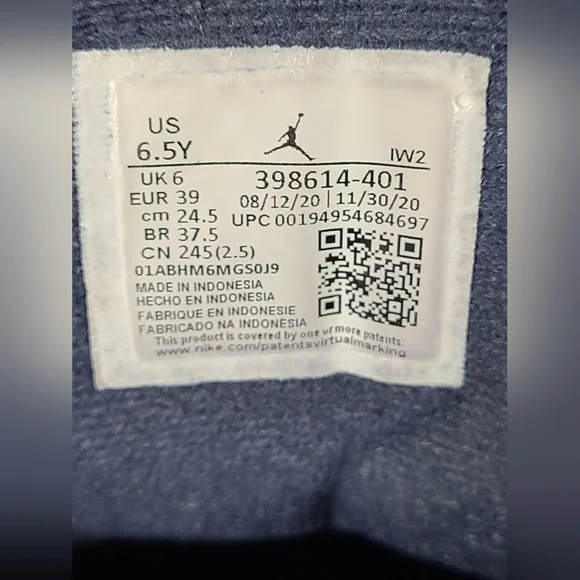 US
6.5Y
IW2
UK 6
398614-401
EUR 39
08/12/20 | 11/30/20
cm 24.5
UPC 00194954684697
BR 37.5
CN 245(2.5)
01ABHM6MGS0J9
MADE IN INDONESIA
HECHO EN INDONESIA
FABRIQUE EN INDONESIE
FABRICADO NA INDONÈSIA
This product is covered by one or more patents:
www.nike.com/patentsvirtualmarking